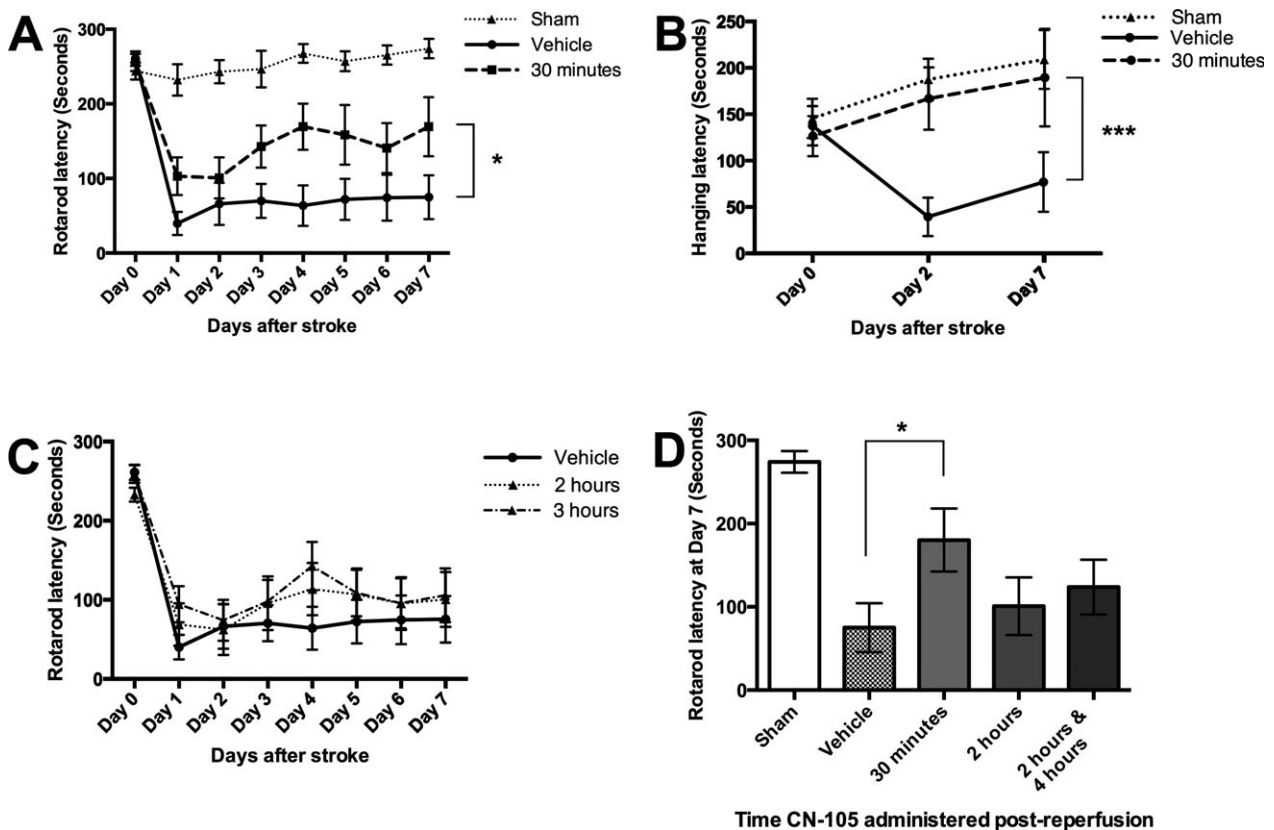 A
Rotarod latency (Seconds)
300
200
100
0
Day 0
Day 1
Day 2
Day 3
Day 4
Day 5
Day 6
Day 7
Days after stroke
Sham
Vehicle
30 minutes
*
B
Hanging latency (Seconds)
250
200
150
100
50
0
Day 0
Day 2
Day 7
Days after stroke
Sham
Vehicle
30 minutes
***
C
Rotarod latency (Seconds)
300
200
100
0
Day 0
Day 1
Day 2
Day 3
Day 4
Day 5
Day 6
Day 7
Days after stroke
Vehicle
2 hours
3 hours
D
Rotarod latency at Day 7 (Seconds)
300
200
100
0
*
Sham
Vehicle
30 minutes
2 hours
2 hours &
4 hours
Time CN-105 administered post-reperfusion